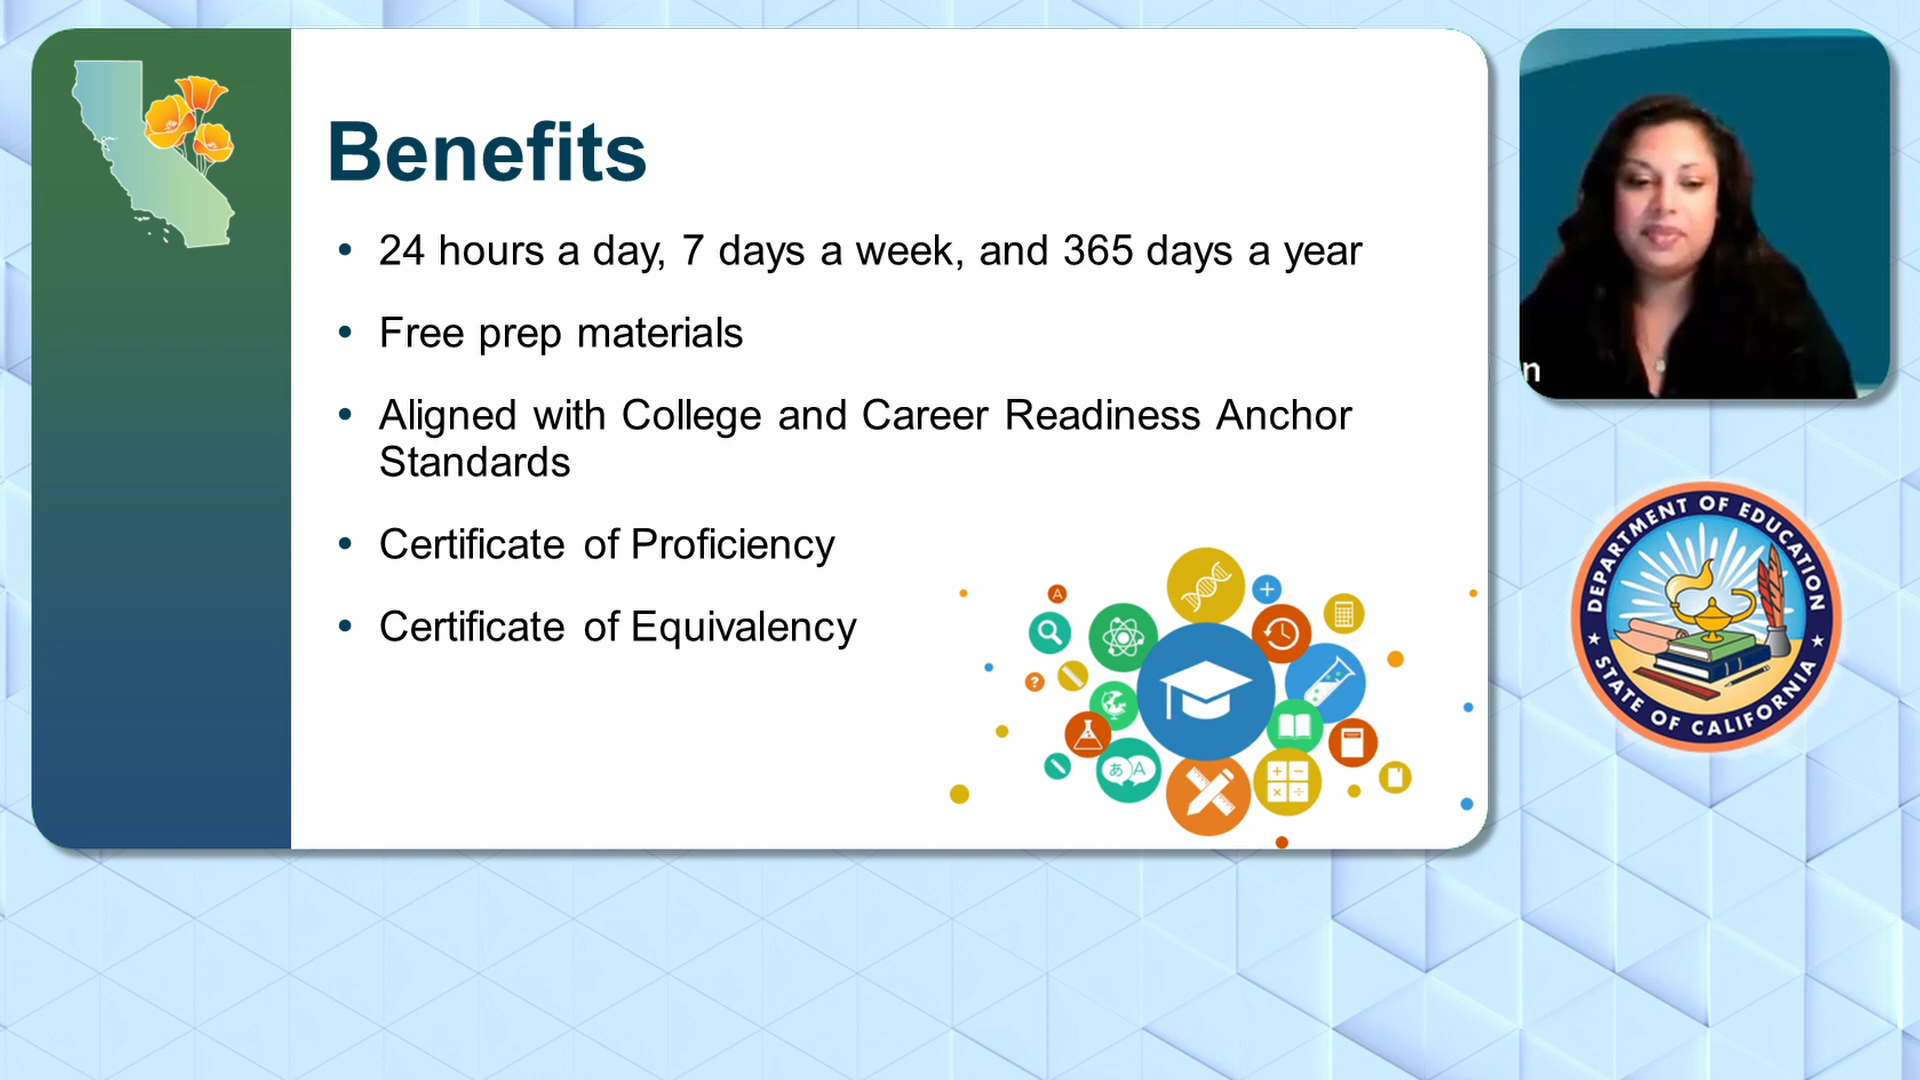 Benefits
• 24 hours a day, 7 days a week, and 365 days a year
• Free prep materials
• Aligned with College and Career Readiness Anchor
Standards
• Certificate of Proficiency
• Certificate of Equivalency
A
?
あ A
n
DEPARTMENT OF EDUCATION
STATE OF CALIFORNIA